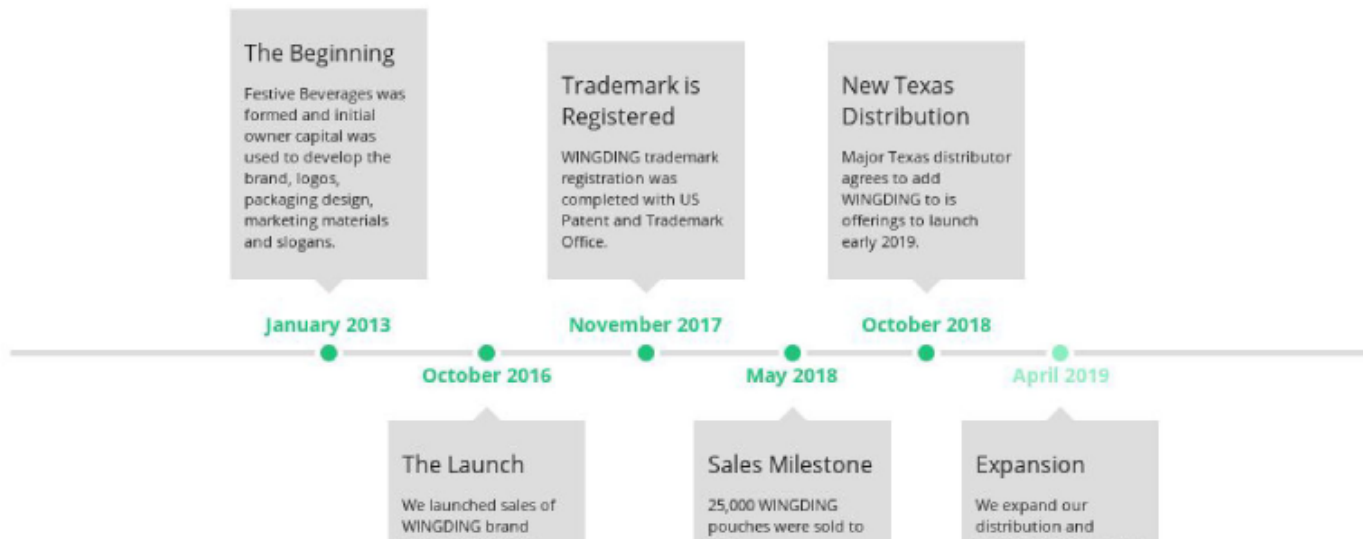 The Beginning
Festive Beverages was
formed and initial
owner capital was
used to develop the
brand, logos,
packaging design,
marketing materials
and slogans.
Trademark is
Registered
WINGDING trademark
registration was
completed with US
Patent and Trademark
Office.
New Texas
Distribution
Major Texas distributor
agrees to add
WINGDING to is
offerings to launch
early 2019.
January 2013
November 2017
October 2018
October 2016
May 2018
April 2019
The Launch
We launched sales of
WINGDING brand
Sales Milestone
25,000 WINGDING
pouches were sold to
Expansion
We expand our
distribution and